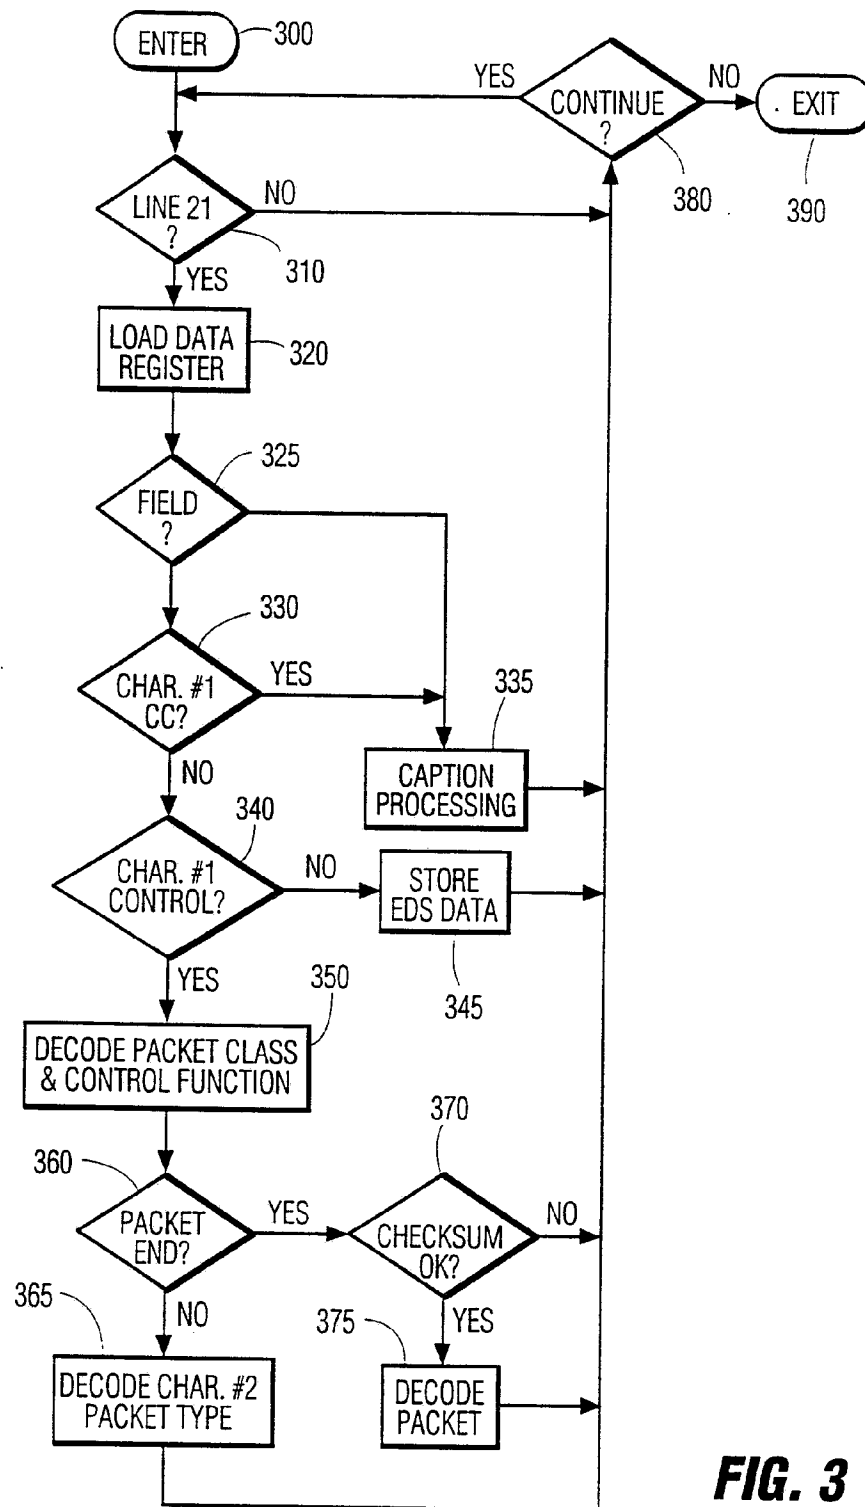 ENTER
300
YES
CONTINUE
?
NO
EXIT
380
390
LINE 21
?
NO
310
YES
LOAD DATA
REGISTER
320
325
FIELD
?
330
CHAR. #1
CC?
YES
335
NO
CAPTION
PROCESSING
340
CHAR. #1
CONTROL?
NO
STORE
EDS DATA
YES
345
350
DECODE PACKET CLASS
& CONTROL FUNCTION
370
360
PACKET
END?
YES
CHECKSUM
OK?
NO
365
NO
375
YES
DECODE CHAR. #2
PACKET TYPE
DECODE
PACKET
FIG. 3